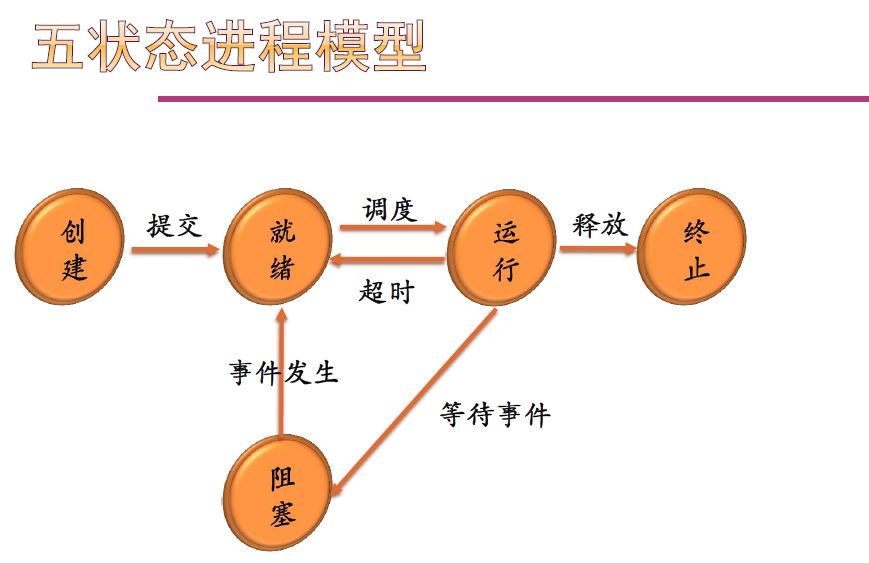 五状态进程模型
创建
提交
就绪
调度
超时
运行
释放
终止
事件发生
等待事件
阻塞